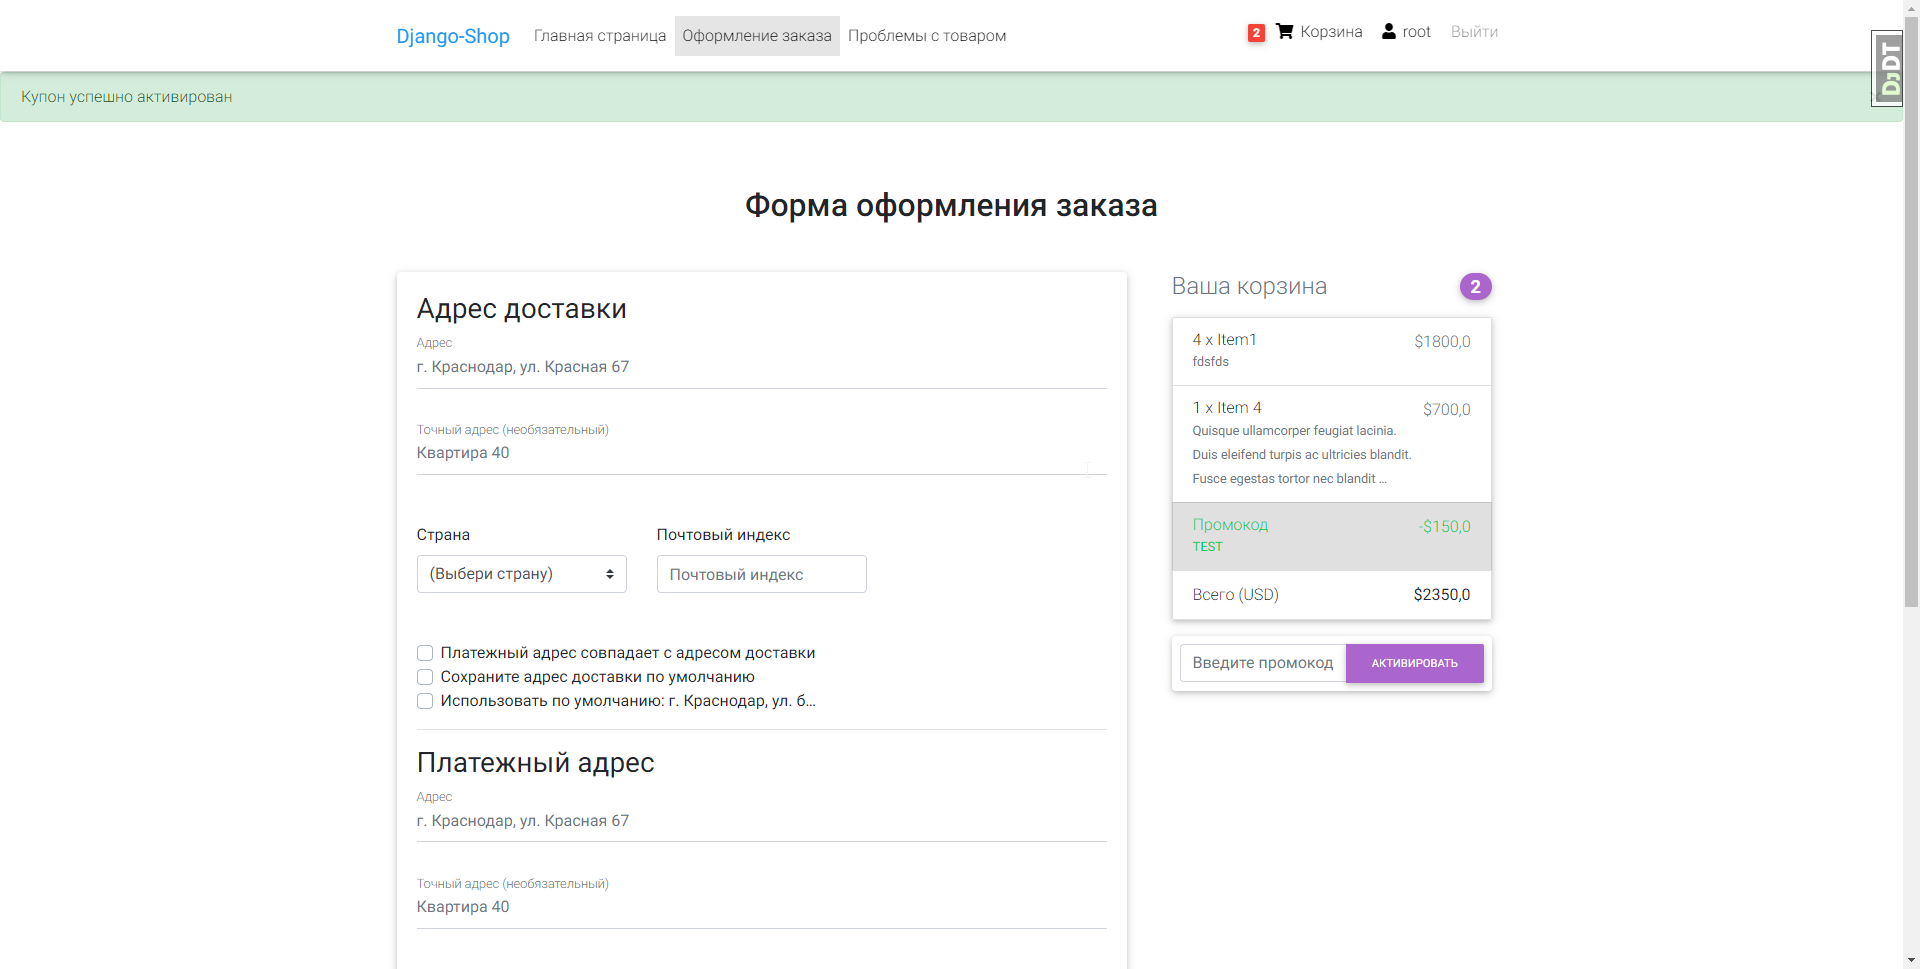 Django-Shop
Главная страница
Оформление заказа
Проблемы с товаром
2
Корзина
root
Выйти
DjDT
Купон успешно активирован
Форма оформления заказа
Адрес доставки
Адрес
г. Краснодар, ул. Красная 67
Точный адрес (необязательный)
Квартира 40
Страна
Почтовый индекс
(Выбери страну)
Почтовый индекс
Платежный адрес совпадает с адресом доставки
Сохраните адрес доставки по умолчанию
Использовать по умолчанию: г. Краснодар, ул. б...
Платежный адрес
Адрес
г. Краснодар, ул. Красная 67
Точный адрес (необязательный)
Квартира 40
Ваша корзина
2
4 x Item1
$1800,0
fdsfds
1 x Item 4
$700,0
Quisque ullamcorper feugiat lacinia.
Duis eleifend turpis ac ultricies blandit.
Fusce egestas tortor nec blandit ...
Промокод
-$150,0
TEST
Всего (USD)
$2350,0
Введите промокод
АКТИВИРОВАТЬ